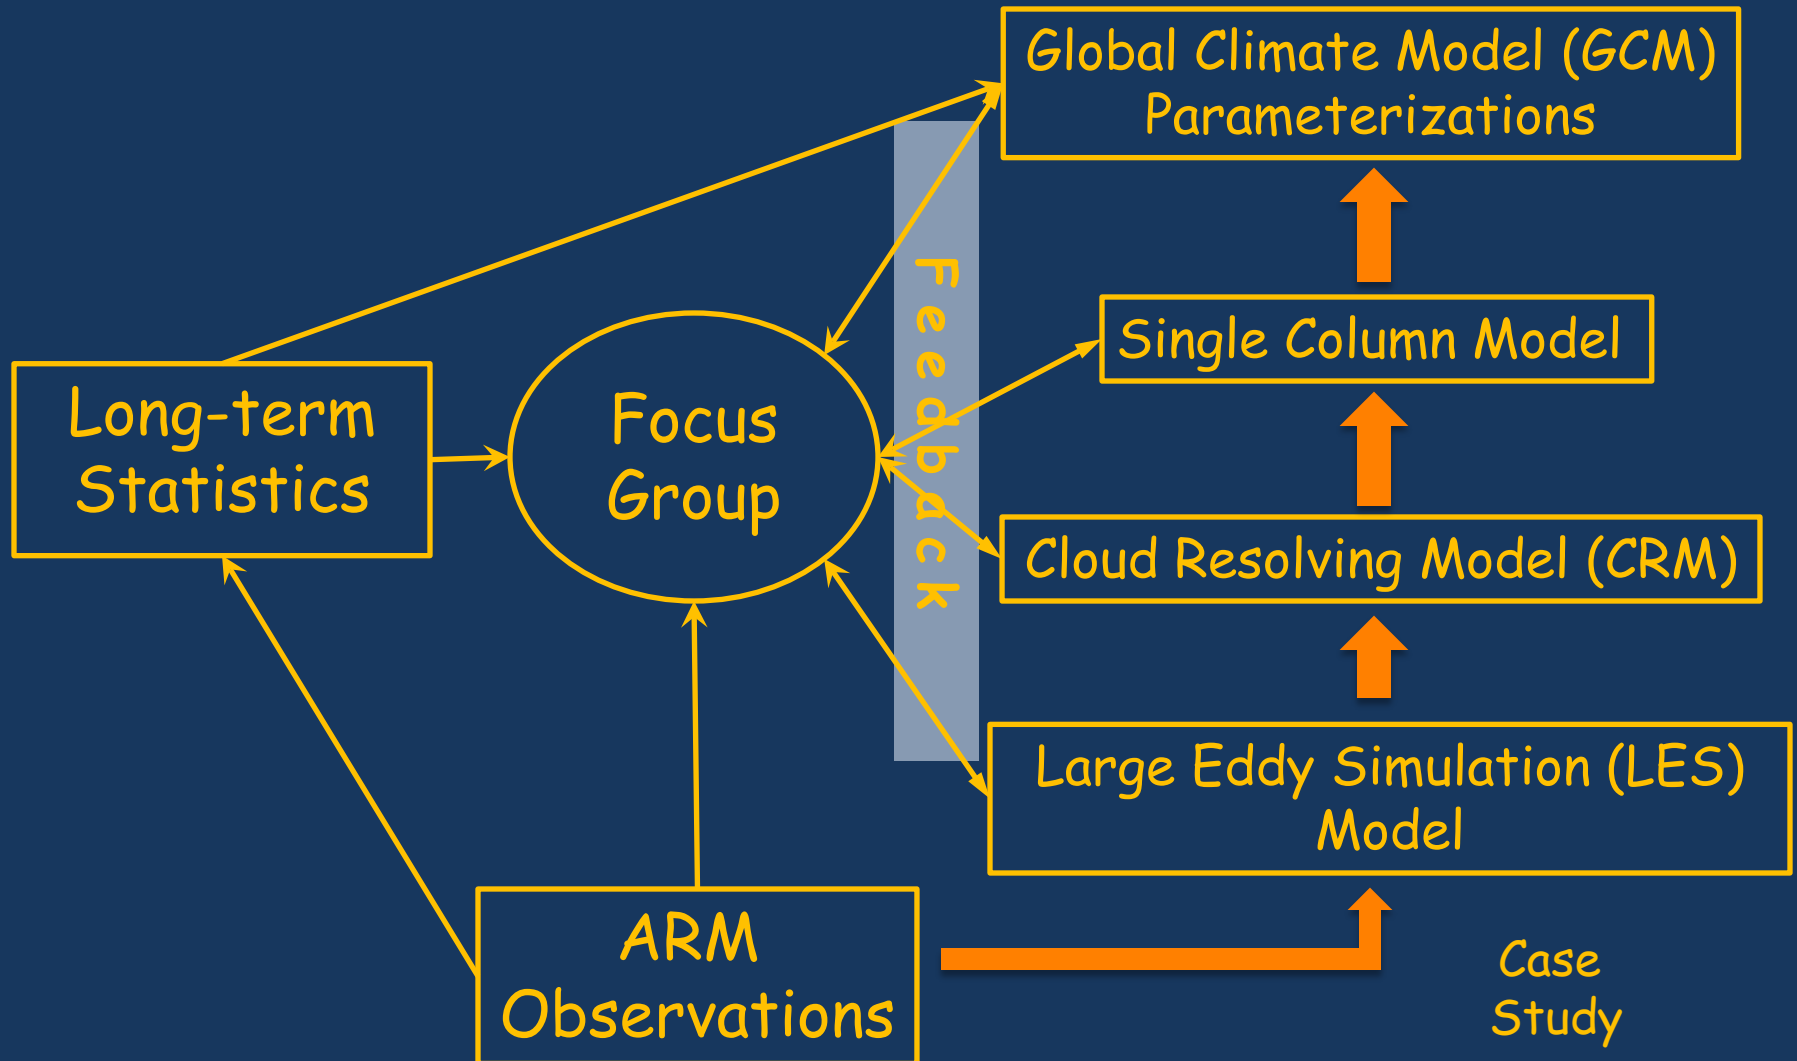 Global Climate Model (GCM)
Parameterizations
Feedback
Single Column Model
Long-term
Statistics
Focus
Group
Cloud Resolving Model (CRM)
Large Eddy Simulation (LES)
Model
ARM
Observations
Case
Study